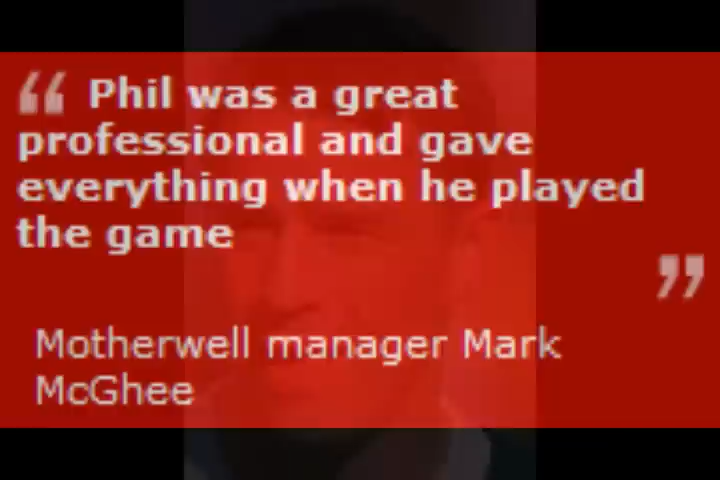 “ Phil was a great
professional and gave
everything when he played
the game
”
Motherwell manager Mark
McGhee